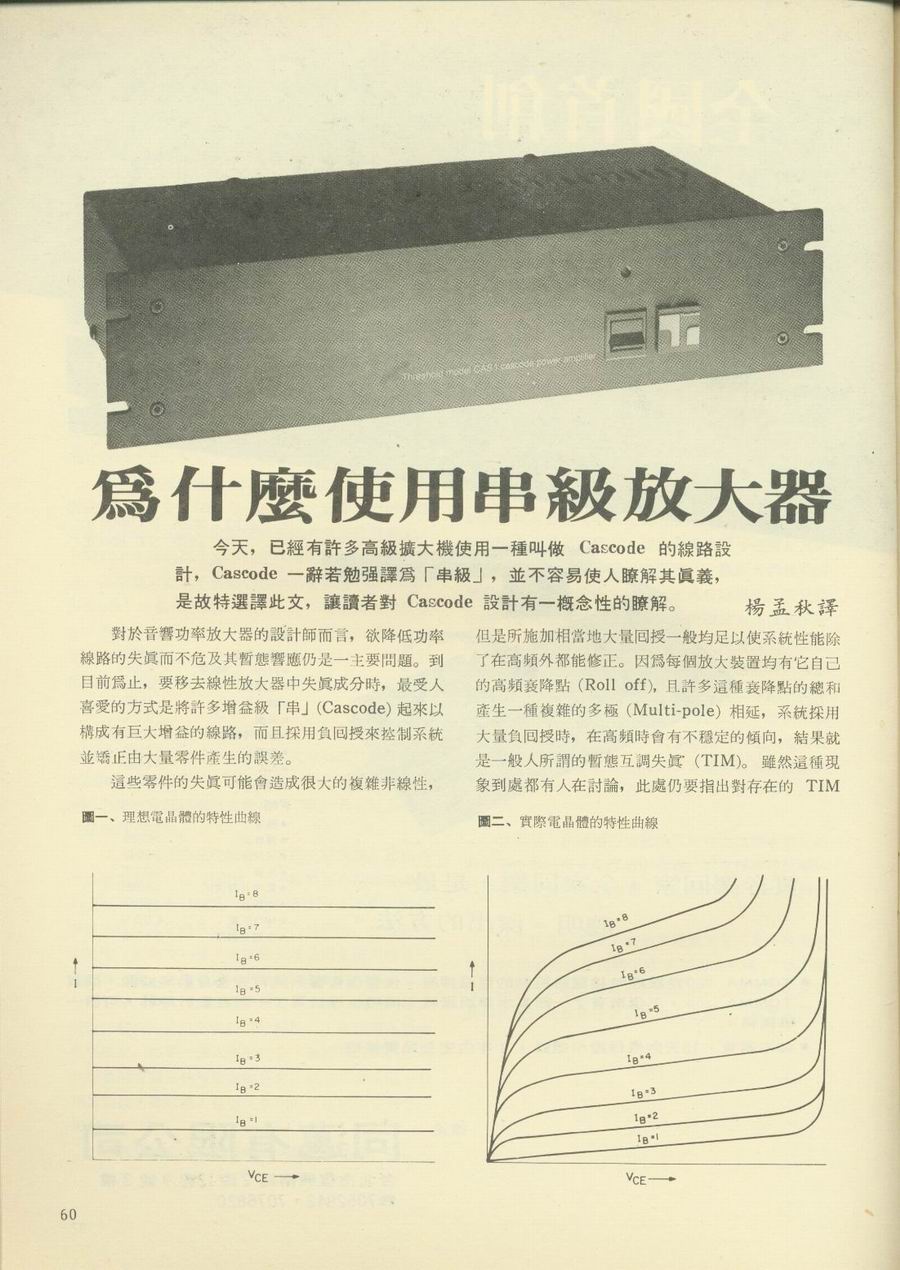 Threshold model CAS 1 cascode power amplifier
爲什麼使用串級放大器
今天，已經有許多高級擴大機使用一種叫做 Cascode 的線路設
計，Cascode 一辭若勉强譯爲「串級」，並不容易使人瞭解其眞義，
是故特選譯此文，讓讀者對 Cascode 設計有一概念性的瞭解。
楊孟秋譯
對於音響功率放大器的設計師而言，欲降低功率
線路的失眞而不危及其暫態響應仍是一主要問題。到
目前爲止，要移去線性放大器中失眞成分時，最受人
喜愛的方式是將許多增益級「串」(Cascode) 起來以
構成有巨大增益的線路，而且採用負回授來控制系統
並矯正由大量零件產生的誤差。
這些零件的失眞可能會造成很大的複雜非線性，
但是所施加相當地大量回授一般均足以使系統性能除
了在高頻外都能修正。因爲每個放大裝置均有它自己
的高頻衰降點 (Roll off)，且許多這種衰降點的總和
產生一種複雜的多極 (Multi-pole) 相延，系統採用
大量負回授時，在高頻時會有不穩定的傾向，結果就
是一般人所謂的暫態互調失眞 (TIM)。雖然這種現
象到處都有人在討論，此處仍要指出對存在的 TIM
圖一、理想電晶體的特性曲線
IB=8
IB=7
IB=6
IB=5
IB=4
IB=3
IB=2
IB=1
I
VCE
圖二、實際電晶體的特性曲線
IB=8
IB=7
IB=6
IB=5
IB=4
IB=3
IB=2
IB=1
I
VCE
60